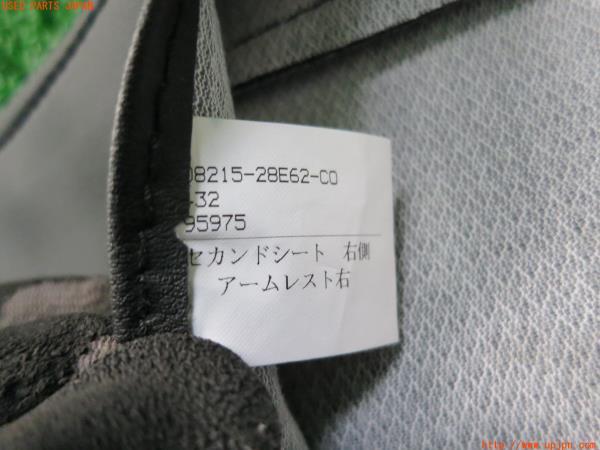 USED PARTS JAPAN
08215-28E62-C0
-32
95975
セカンドシート 右側
アームレスト右
© UPJ
http://www.upjpn.com